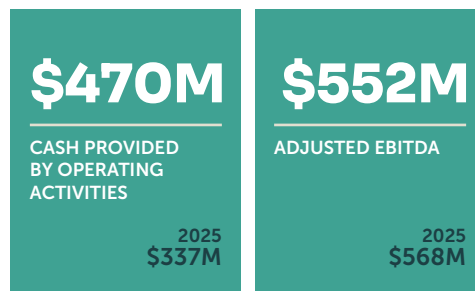 $470M
CASH PROVIDED
BY OPERATING
ACTIVITIES
2025
$337M
$552M
ADJUSTED EBITDA
2025
$568M